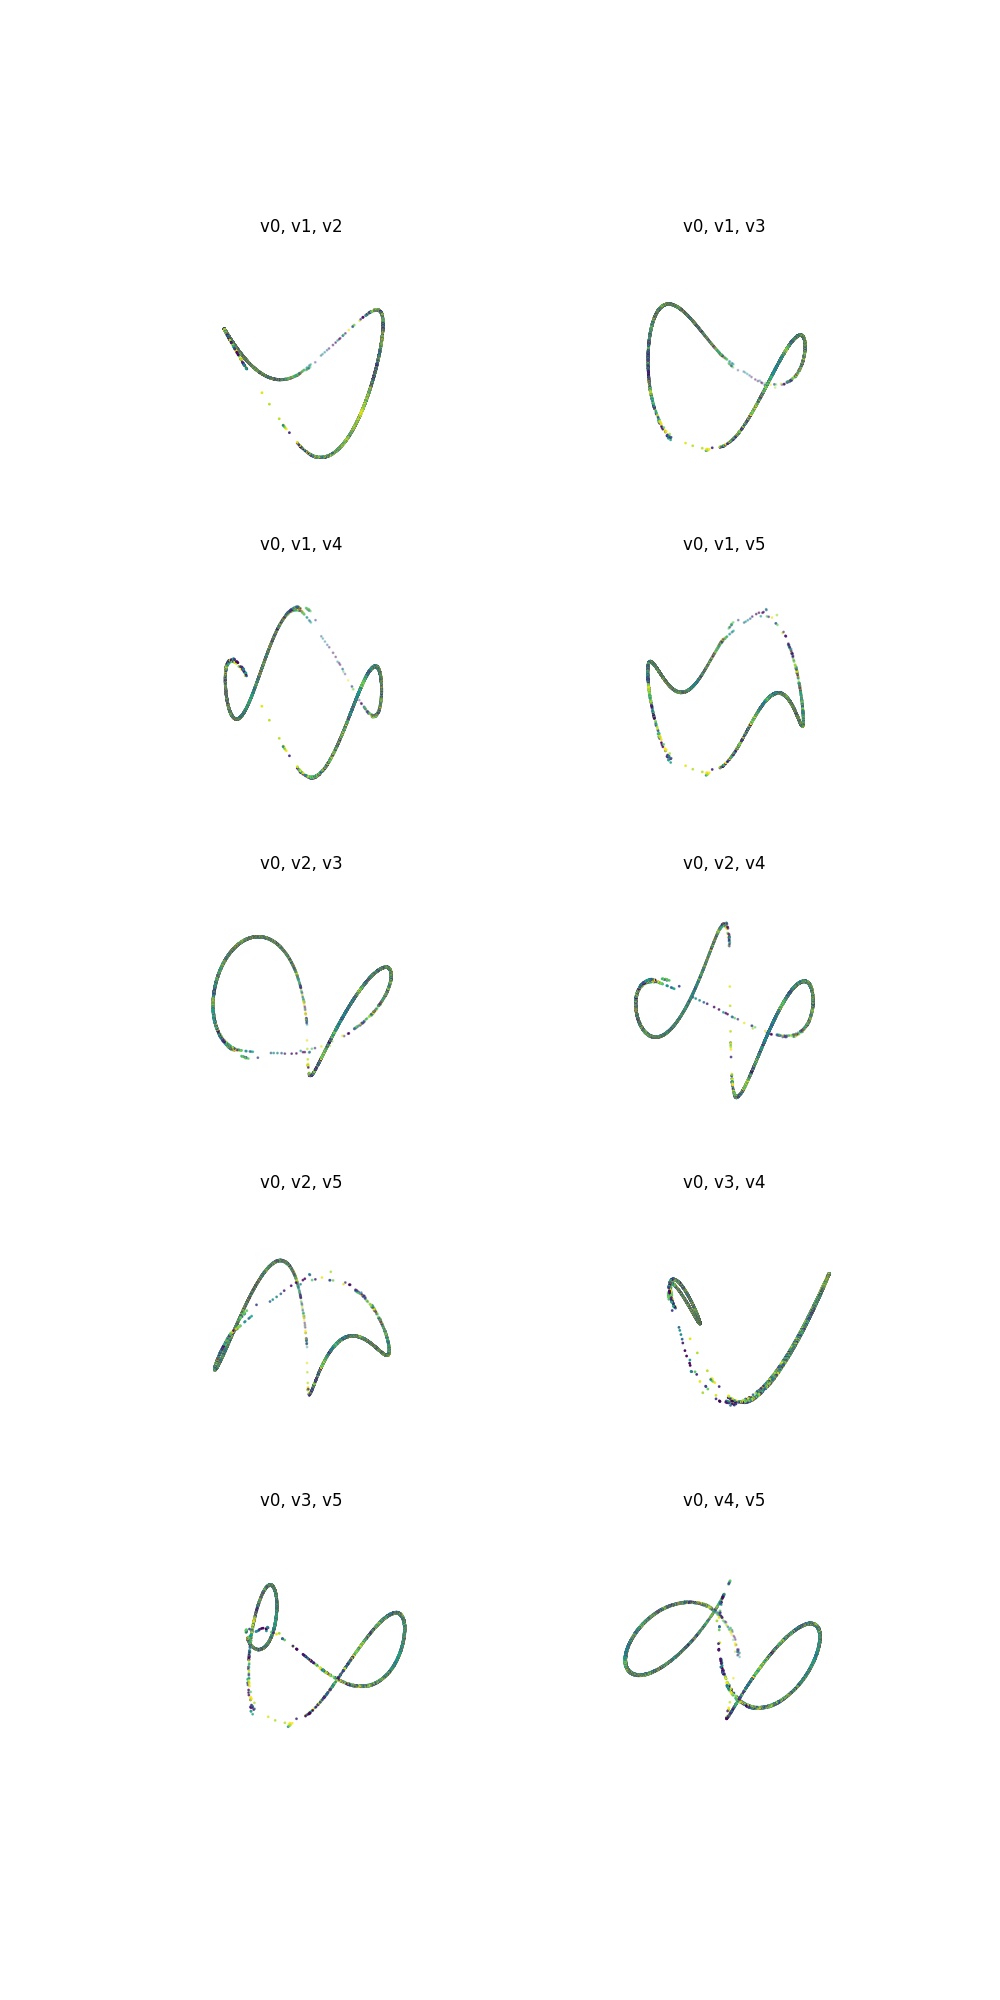 v0, v1, v2
v0, v1, v3
v0, v1, v4
v0, v1, v5
v0, v2, v3
v0, v2, v4
v0, v2, v5
v0, v3, v4
v0, v3, v5
v0, v4, v5